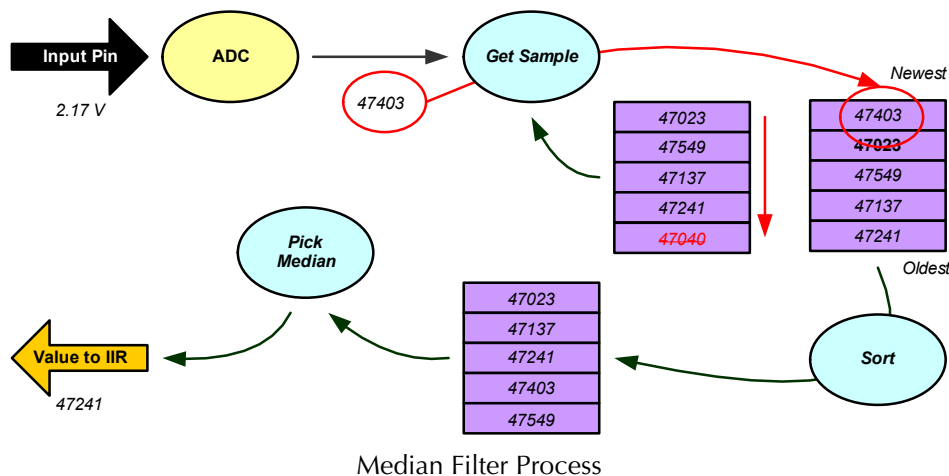 Input Pin
2.17 V
ADC
47403
Get Sample
Newest
47023
47549
47137
47241
47040
47403
47023
47549
47137
47241
Oldest
Sort
47023
47137
47241
47403
47549
Pick
Median
Value to IIR
47241
Median Filter Process